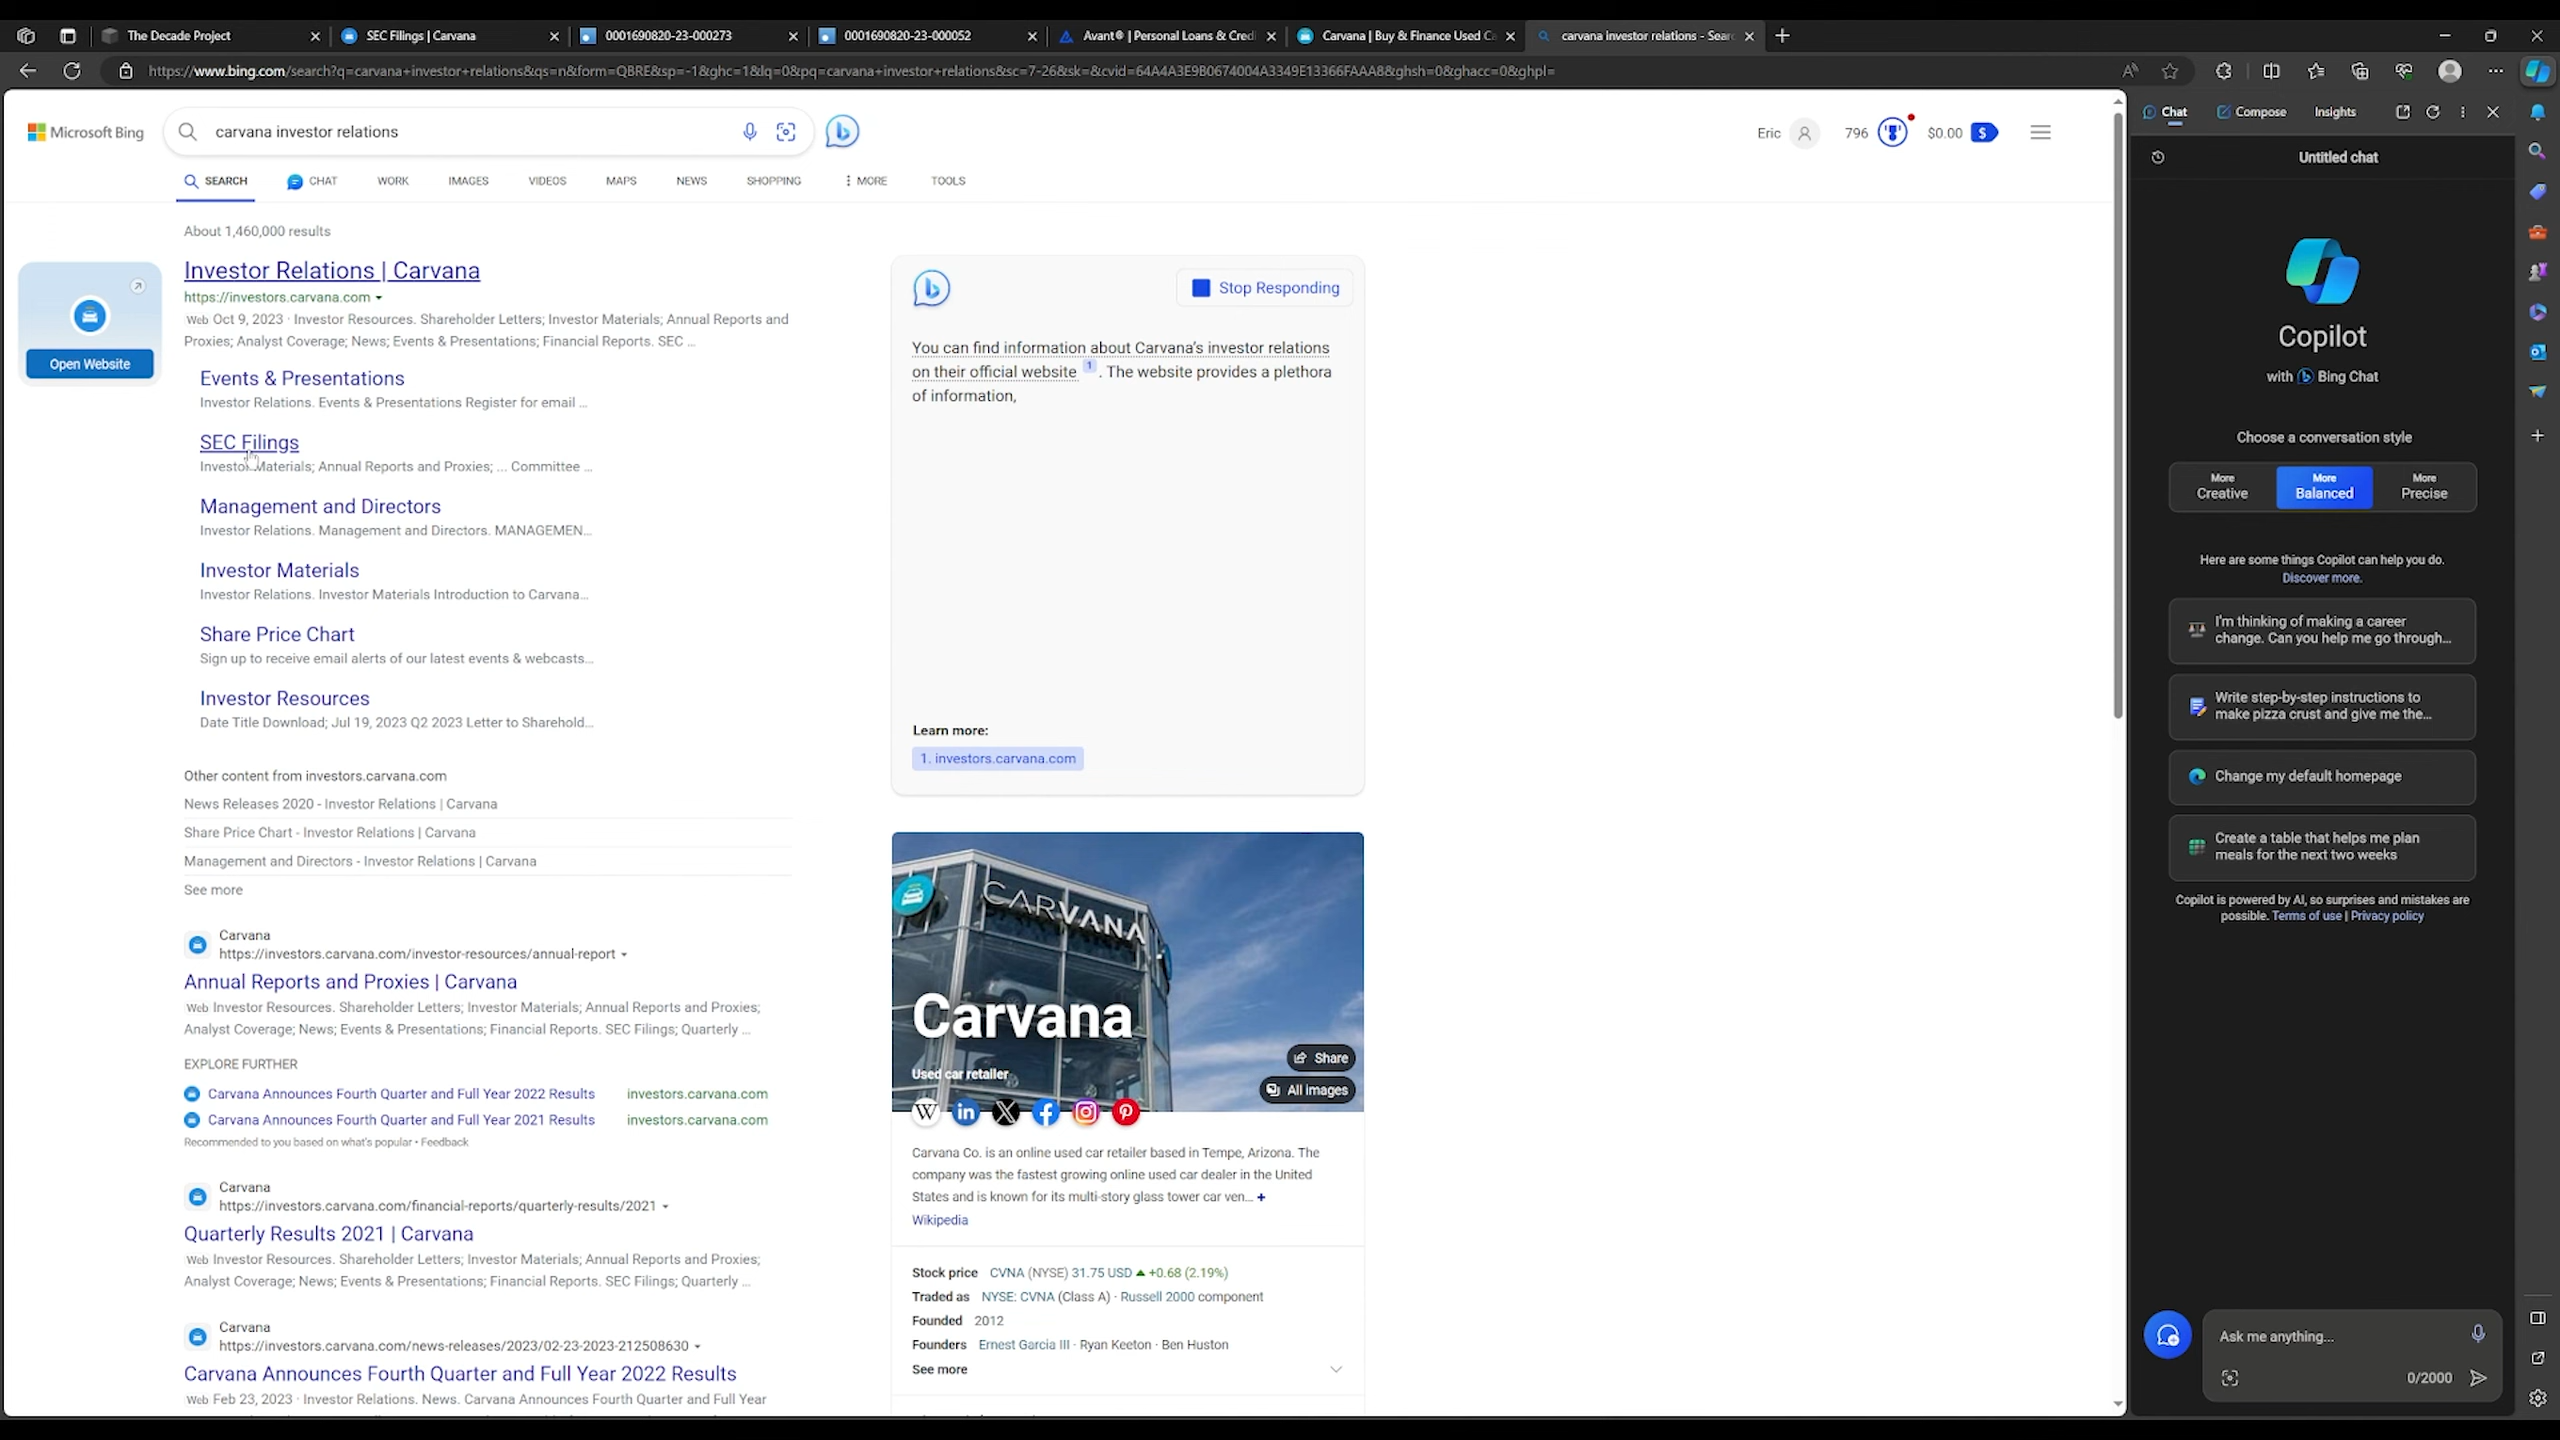 The Decade Project
SEC Filings | Carvana
0001690820-23-000273
0001690820-23-000052
Avant® | Personal Loans & Credi
Carvana | Buy & Finance Used Ca
carvana investor relations - Sear
https://www.bing.com/search?q=carvana+investor+relations&qs=n&form=QBRE&sp=-1&ghc=1&lq=0&pq=carvana+investor+relations&sc=7-26&sk=&cvid=64A4A3E9B0674004A3349E13366FAAA8&ghsh=0&ghacc=0&ghpl=
Microsoft Bing
carvana investor relations
Eric
796
$0.00
SEARCH
CHAT
WORK
IMAGES
VIDEOS
MAPS
NEWS
SHOPPING
MORE
TOOLS
About 1,460,000 results
Open Website
Investor Relations | Carvana
https://investors.carvana.com
Web Oct 9, 2023 · Investor Resources. Shareholder Letters; Investor Materials; Annual Reports and
Proxies; Analyst Coverage; News; Events & Presentations; Financial Reports. SEC ...
Events & Presentations
Investor Relations. Events & Presentations Register for email ...
SEC Filings
Investor Materials; Annual Reports and Proxies; ... Committee ...
Management and Directors
Investor Relations. Management and Directors. MANAGEMEN...
Investor Materials
Investor Relations. Investor Materials Introduction to Carvana...
Share Price Chart
Sign up to receive email alerts of our latest events & webcasts...
Investor Resources
Date Title Download; Jul 19, 2023 Q2 2023 Letter to Sharehold...
Other content from investors.carvana.com
News Releases 2020 - Investor Relations | Carvana
Share Price Chart - Investor Relations | Carvana
Management and Directors - Investor Relations | Carvana
See more
Carvana
https://investors.carvana.com/investor-resources/annual-report
Annual Reports and Proxies | Carvana
Web Investor Resources. Shareholder Letters; Investor Materials; Annual Reports and Proxies;
Analyst Coverage; News; Events & Presentations; Financial Reports. SEC Filings; Quarterly ...
EXPLORE FURTHER
Carvana Announces Fourth Quarter and Full Year 2022 Results investors.carvana.com
Carvana Announces Fourth Quarter and Full Year 2021 Results investors.carvana.com
Recommended to you based on what's popular • Feedback
Carvana
https://investors.carvana.com/financial-reports/quarterly-results/2021
Quarterly Results 2021 | Carvana
Web Investor Resources. Shareholder Letters; Investor Materials; Annual Reports and Proxies;
Analyst Coverage; News; Events & Presentations; Financial Reports. SEC Filings; Quarterly ...
Carvana
https://investors.carvana.com/news-releases/2023/02-23-2023-212508630
Carvana Announces Fourth Quarter and Full Year 2022 Results
Web Feb 23, 2023 · Investor Relations. News. Carvana Announces Fourth Quarter and Full Year
Stop Responding
You can find information about Carvana's investor relations
on their official website 1 . The website provides a plethora
of information,
Learn more:
1. investors.carvana.com
CARVANA
Carvana
Used car retailer
Share
All images
Carvana Co. is an online used car retailer based in Tempe, Arizona. The
company was the fastest growing online used car dealer in the United
States and is known for its multi-story glass tower car ven... +
Wikipedia
Stock price CVNA (NYSE) 31.75 USD ▲ +0.68 (2.19%)
Traded as NYSE: CVNA (Class A) · Russell 2000 component
Founded 2012
Founders Ernest Garcia III · Ryan Keeton · Ben Huston
See more
Chat
Compose
Insights
Untitled chat
Copilot
with Bing Chat
Choose a conversation style
More Creative
More Balanced
More Precise
Here are some things Copilot can help you do.
Discover more.
I'm thinking of making a career
change. Can you help me go through...
Write step-by-step instructions to
make pizza crust and give me the...
Change my default homepage
Create a table that helps me plan
meals for the next two weeks
Copilot is powered by AI, so surprises and mistakes are
possible. Terms of use | Privacy policy
Ask me anything...
0/2000